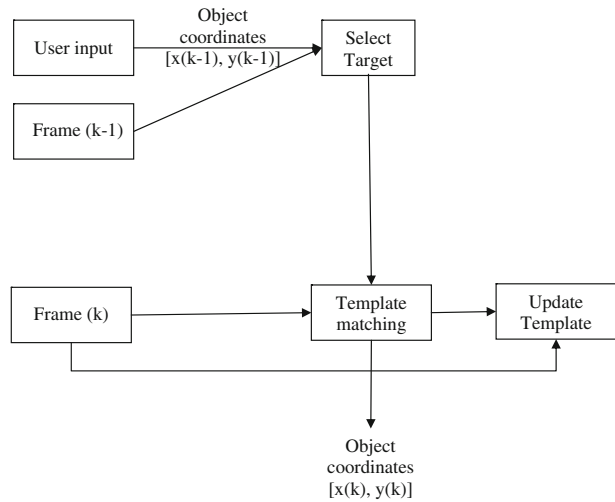 Object
coordinates
[x(k-1), y(k-1)]
User input
Select
Target
Frame (k-1)
Frame (k)
Template
matching
Update
Template
Object
coordinates
[x(k), y(k)]